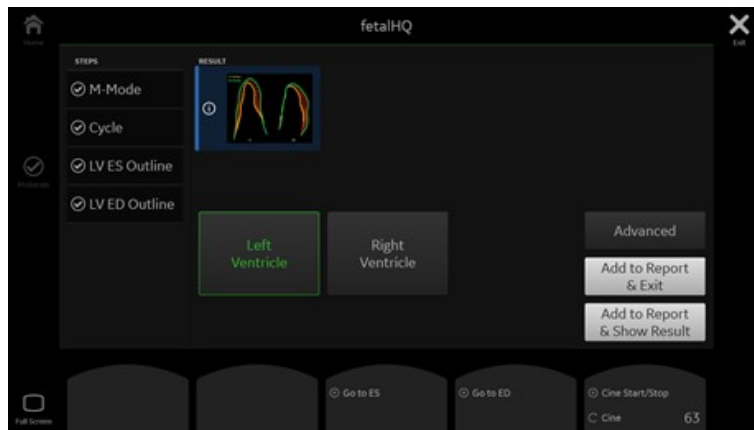 fetalHQ
Home
Exit
STEPS
RESULT
M-Mode
Cycle
LV ES Outline
LV ED Outline
Protocols
Left
Ventricle
Right
Ventricle
Advanced
Add to Report
& Exit
Add to Report
& Show Result
Go to ES
Go to ED
Cine Start/Stop
Cine 63
Full Screen